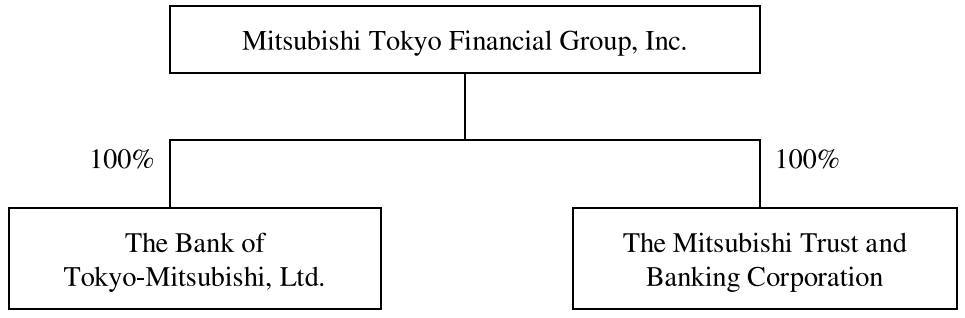 Mitsubishi Tokyo Financial Group, Inc.
100%
100%
The Bank of
Tokyo-Mitsubishi, Ltd.
The Mitsubishi Trust and
Banking Corporation